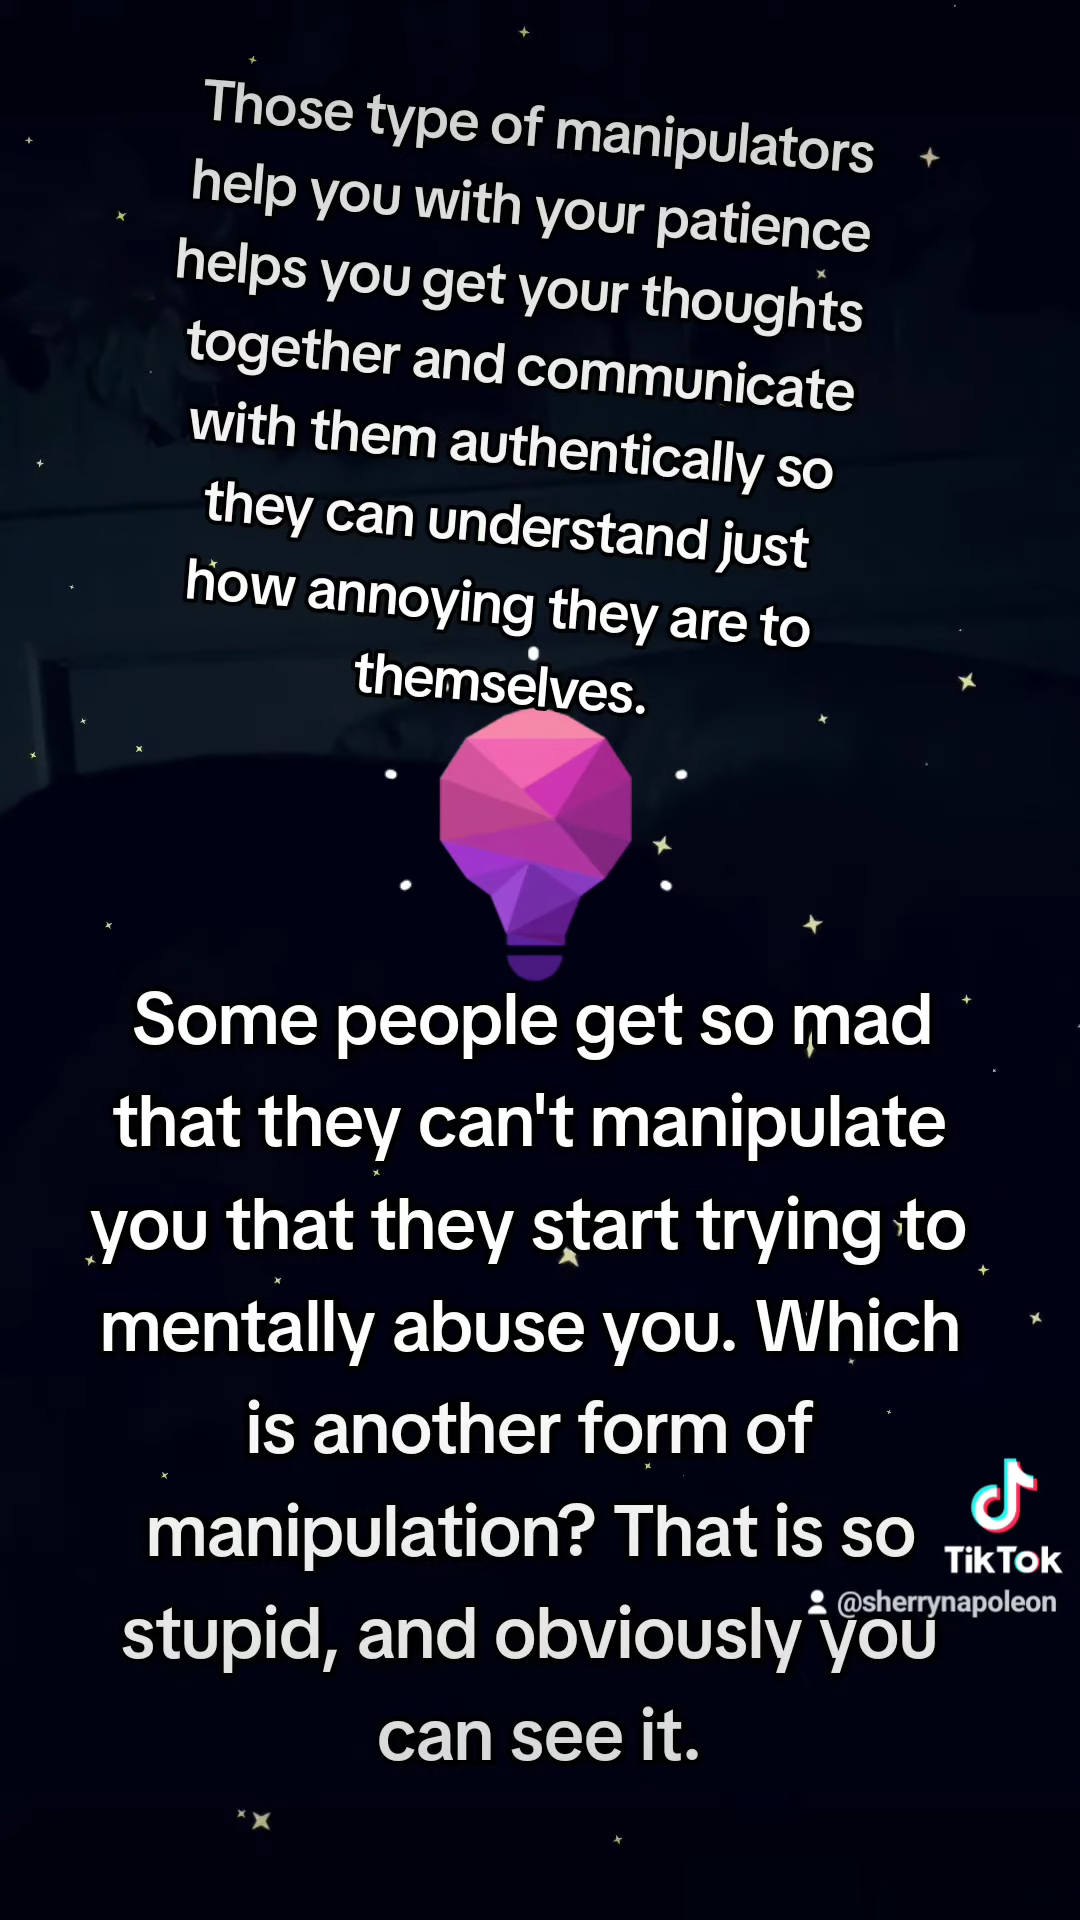 Those type of manipulators
help you with your patience
helps you get your thoughts
together and communicate
with them authentically so
they can understand just
how annoying they are to
themselves.
Some people get so mad
that they can't manipulate
you that they start trying to
mentally abuse you. Which
is another form of
manipulation? That is so
stupid, and obviously you
can see it.
TikTok
@sherrynapoleon